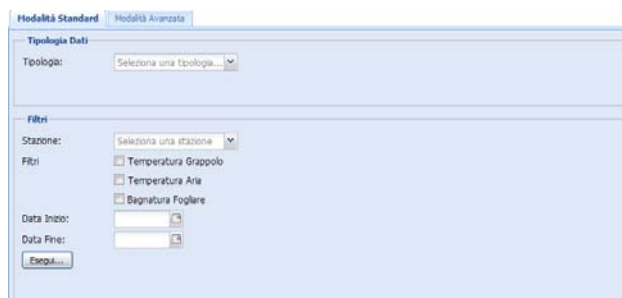 Modalità Standard Modalità Avanzata
Tipologia Dati
Tipologia: Seleziona una tipologia...
Filtri
Stazione: Seleziona una stazione
Filtri Temperatura Grappolo
Temperatura Aria
Bagnatura Fogliare
Data Inizio:
Data Fine:
Esegui...